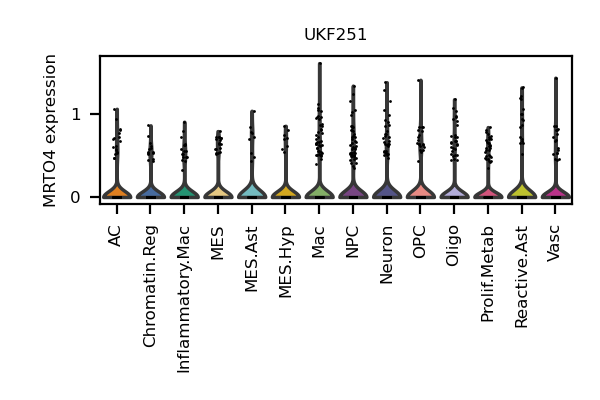 UKF251
MRTO4 expression
1
0
AC
Chromatin.Reg
Inflammatory.Mac
MES
MES.Ast
MES.Hyp
Mac
NPC
Neuron
OPC
Oligo
Prolif.Metab
Reactive.Ast
Vasc